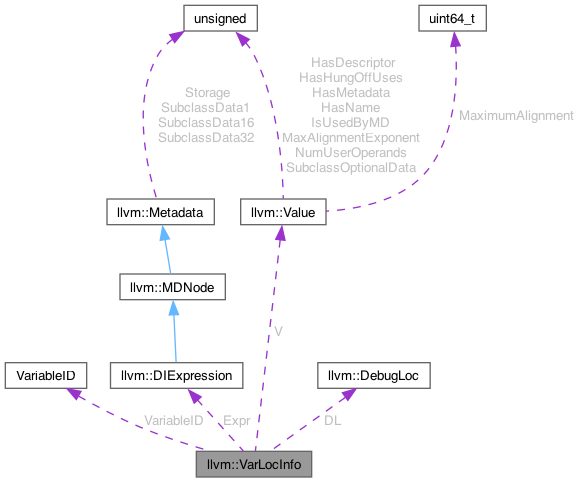 unsigned
uint64_t
Storage
SubclassData1
SubclassData16
SubclassData32
HasDescriptor
HasHungOffUses
HasMetadata
HasName
IsUsedByMD
MaxAlignmentExponent
NumUserOperands
SubclassOptionalData
MaximumAlignment
llvm::Metadata
llvm::Value
llvm::MDNode
V
VariableID
llvm::DIExpression
llvm::DebugLoc
VariableID
Expr
DL
llvm::VarLocInfo